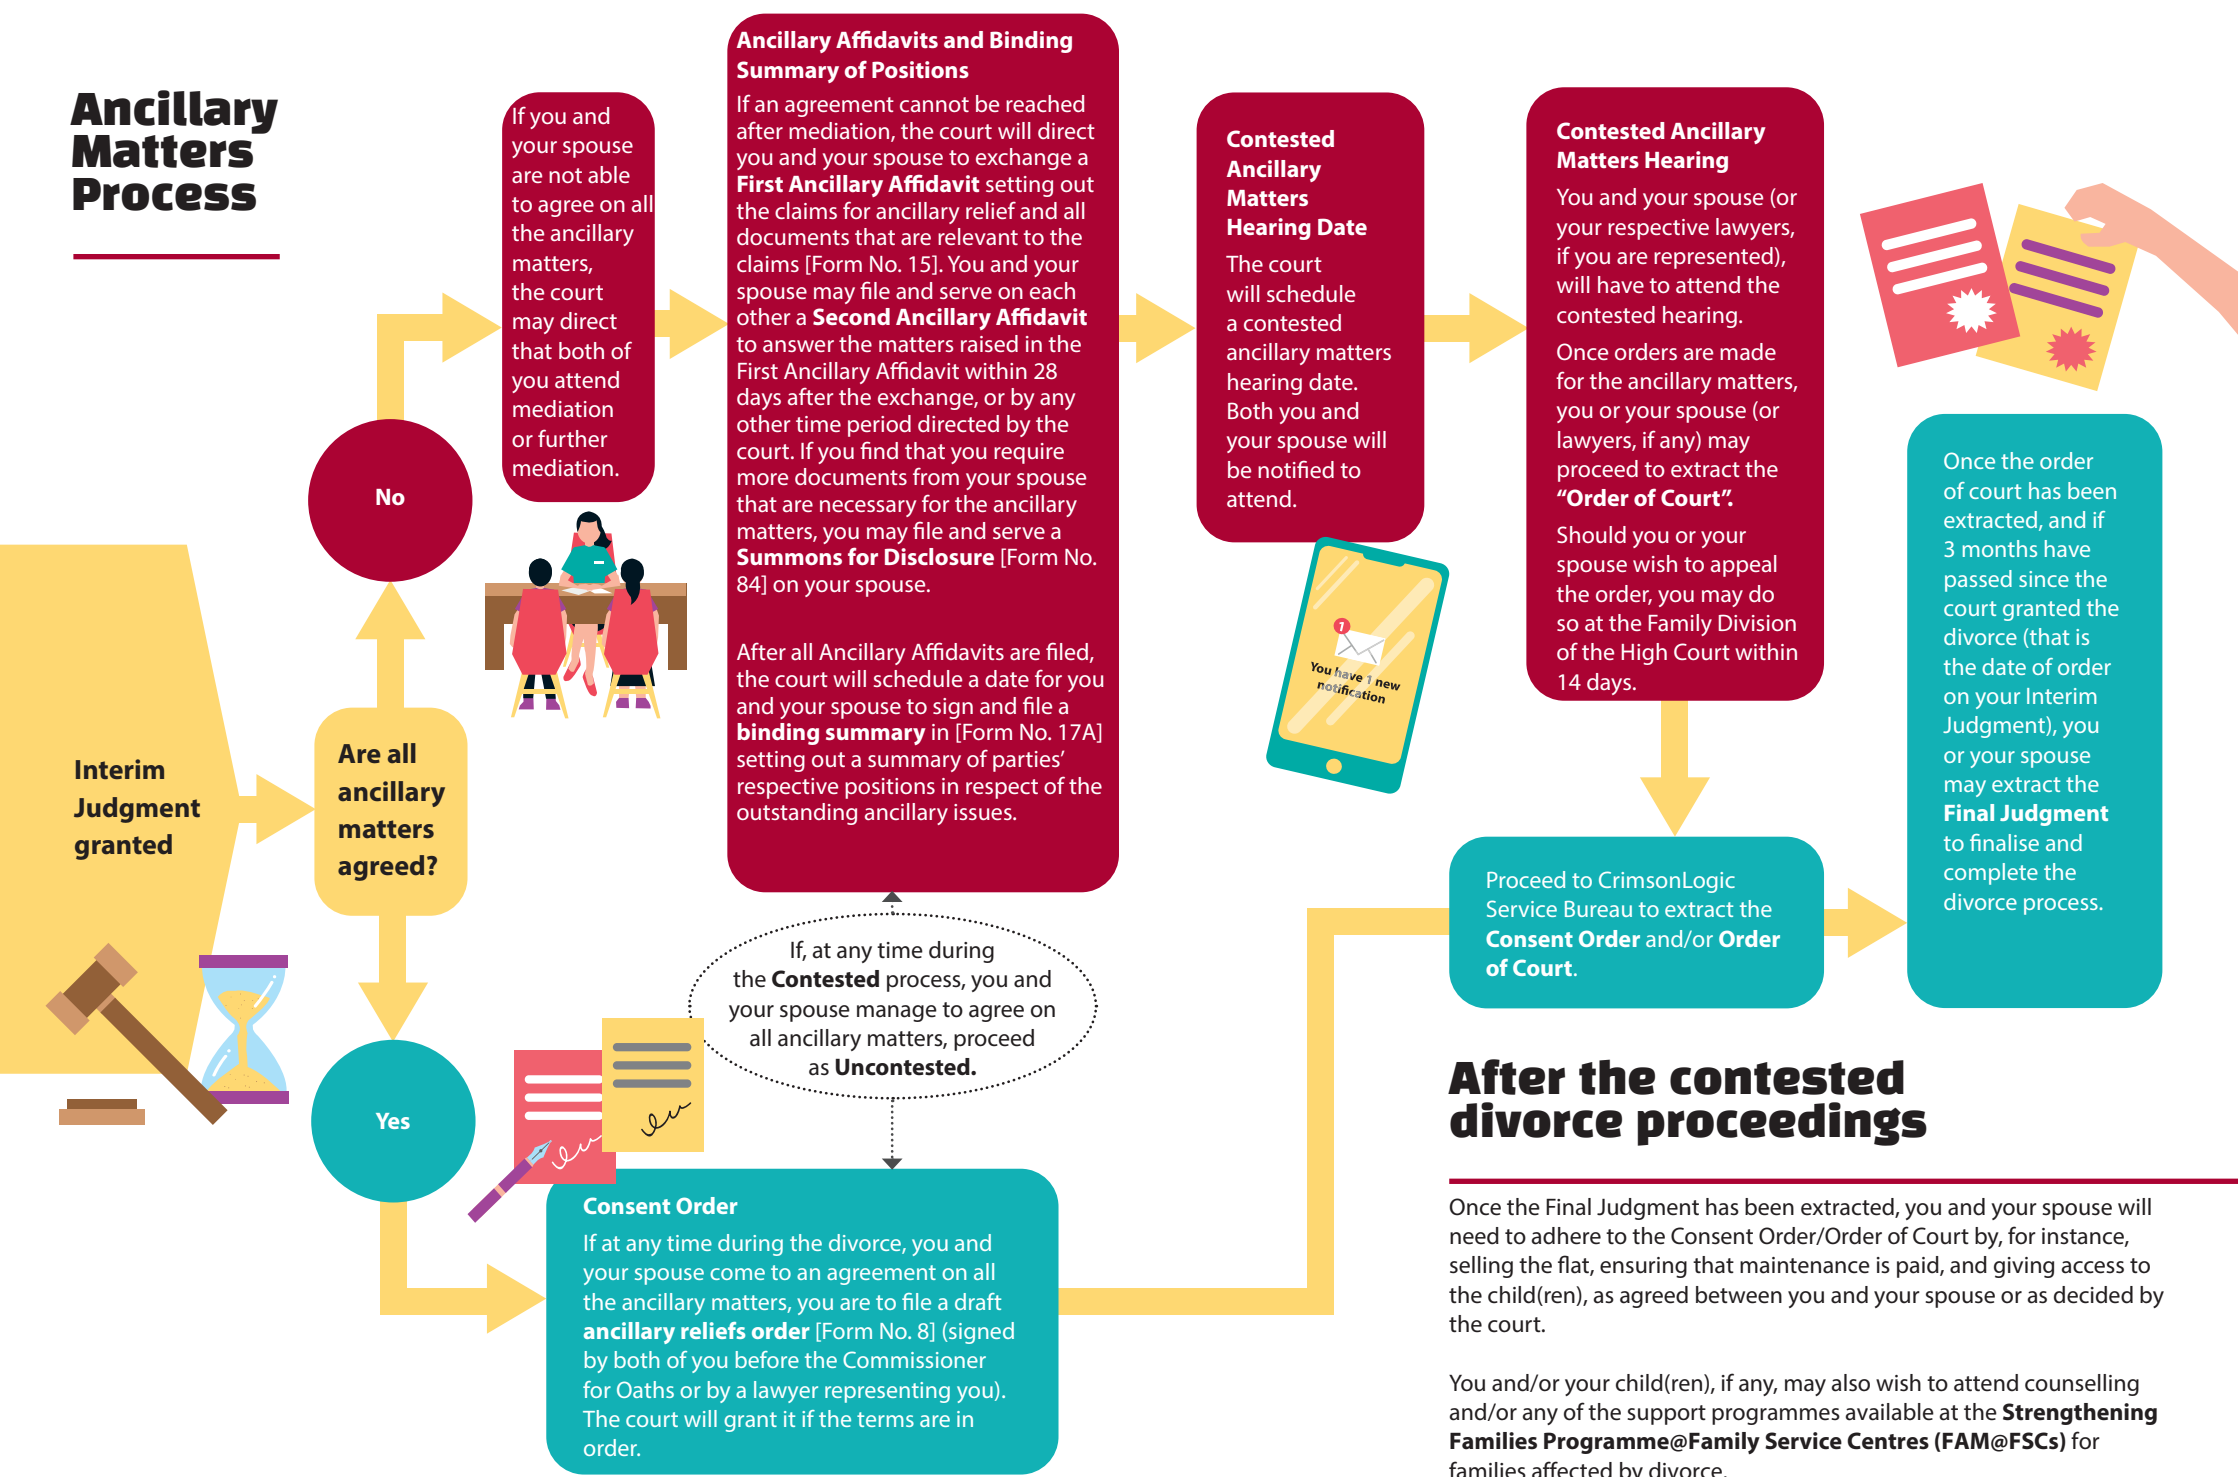 Ancillary
Matters
Process
Interim
Judgment
granted
Are all
ancillary
matters
agreed?
No
If you and
your spouse
are not able
to agree on all
the ancillary
matters,
the court
may direct
that both of
you attend
mediation
or further
mediation.
Ancillary Affidavits and Binding
Summary of Positions
If an agreement cannot be reached
after mediation, the court will direct
you and your spouse to exchange a
First Ancillary Affidavit setting out
the claims for ancillary relief and all
documents that are relevant to the
claims [Form No. 15]. You and your
spouse may file and serve on each
other a Second Ancillary Affidavit
to answer the matters raised in the
First Ancillary Affidavit within 28
days after the exchange, or by any
other time period directed by the
court. If you find that you require
more documents from your spouse
that are necessary for the ancillary
matters, you may file and serve a
Summons for Disclosure [Form No.
84] on your spouse.
After all Ancillary Affidavits are filed,
the court will schedule a date for you
and your spouse to sign and file a
binding summary in [Form No. 17A]
setting out a summary of parties’
respective positions in respect of the
outstanding ancillary issues.
Contested
Ancillary
Matters
Hearing Date
The court
will schedule
a contested
ancillary matters
hearing date.
Both you and
your spouse will
be notified to
attend.
1
You have 1 new
notification
Contested Ancillary
Matters Hearing
You and your spouse (or
your respective lawyers,
if you are represented),
will have to attend the
contested hearing.
Once orders are made
for the ancillary matters,
you or your spouse (or
lawyers, if any) may
proceed to extract the
“Order of Court”.
Should you or your
spouse wish to appeal
the order, you may do
so at the Family Division
of the High Court within
14 days.
If, at any time during
the Contested process, you and
your spouse manage to agree on
all ancillary matters, proceed
as Uncontested.
Yes
Consent Order
If at any time during the divorce, you and
your spouse come to an agreement on all
the ancillary matters, you are to file a draft
ancillary reliefs order [Form No. 8] (signed
by both of you before the Commissioner
for Oaths or by a lawyer representing you).
The court will grant it if the terms are in
order.
Proceed to CrimsonLogic
Service Bureau to extract the
Consent Order and/or Order
of Court.
Once the order
of court has been
extracted, and if
3 months have
passed since the
court granted the
divorce (that is
the date of order
on your Interim
Judgment), you
or your spouse
may extract the
Final Judgment
to finalise and
complete the
divorce process.
After the contested
divorce proceedings
Once the Final Judgment has been extracted, you and your spouse will
need to adhere to the Consent Order/Order of Court by, for instance,
selling the flat, ensuring that maintenance is paid, and giving access to
the child(ren), as agreed between you and your spouse or as decided by
the court.
You and/or your child(ren), if any, may also wish to attend counselling
and/or any of the support programmes available at the Strengthening
Families Programme@Family Service Centres (FAM@FSCs) for
families affected by divorce.